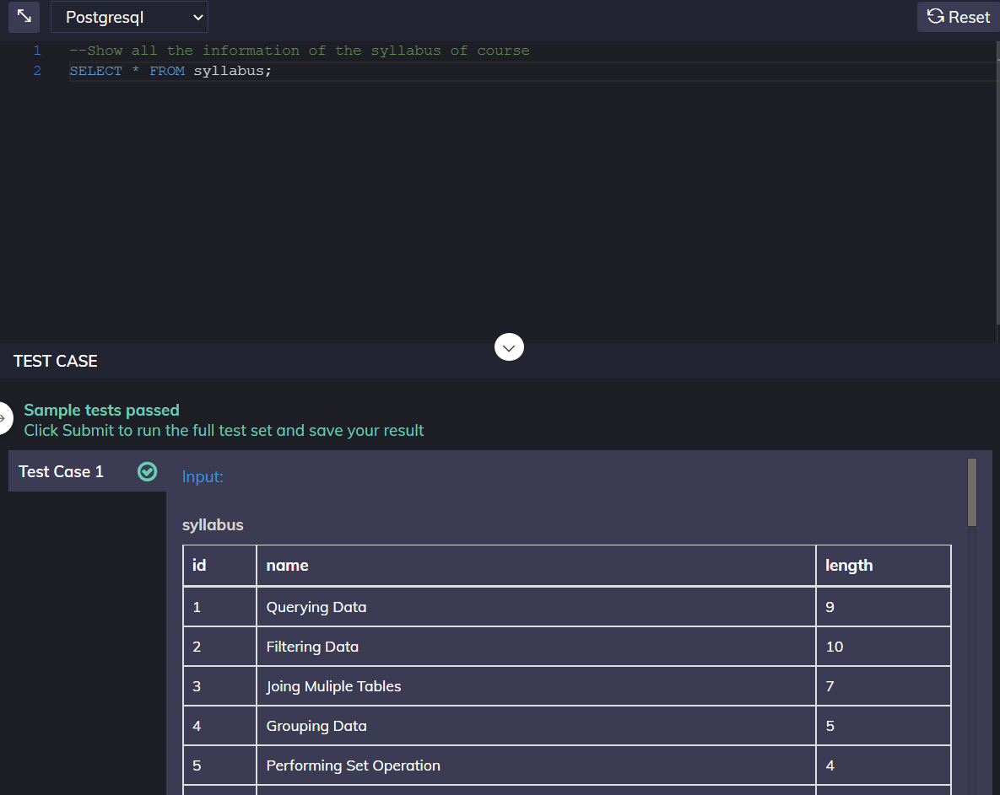 Postgresql
Reset
1 --Show all the information of the syllabus of course
2 SELECT * FROM syllabus;
TEST CASE
Sample tests passed
Click Submit to run the full test set and save your result
Test Case 1
Input:
syllabus
id name length
1 Querying Data 9
2 Filtering Data 10
3 Joing Muliple Tables 7
4 Grouping Data 5
5 Performing Set Operation 4